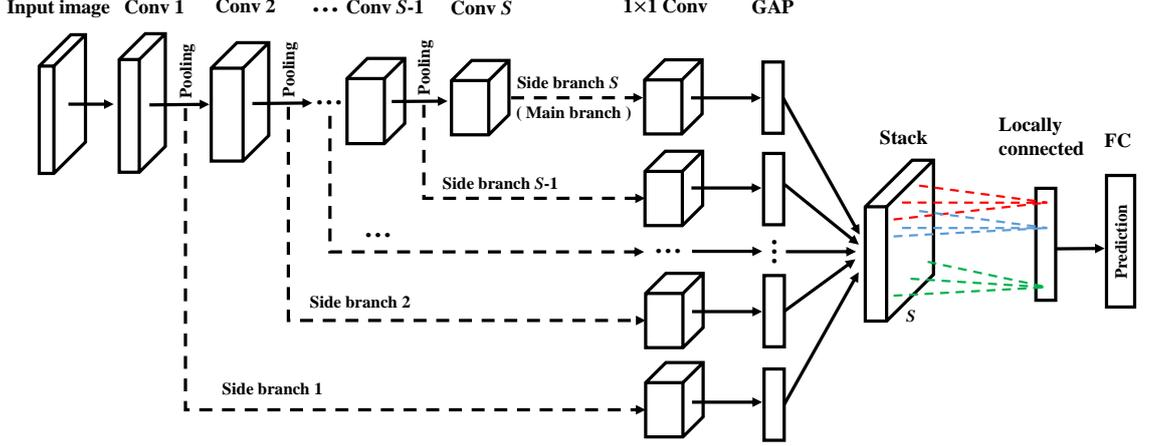 Input image Conv 1 Conv 2 ... Conv S-1 Conv S 1×1 Conv GAP
Pooling
Pooling
Pooling
...
Side branch S
( Main branch )
Side branch S-1
...
...
Side branch 2
Side branch 1
Stack
S
Locally
connected
FC
Prediction